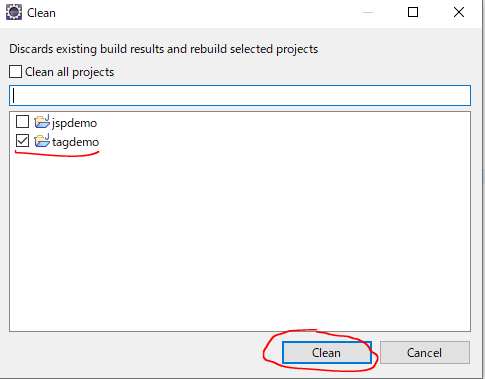 Clean
Discards existing build results and rebuild selected projects
Clean all projects
jspdemo
tagdemo
Clean
Cancel